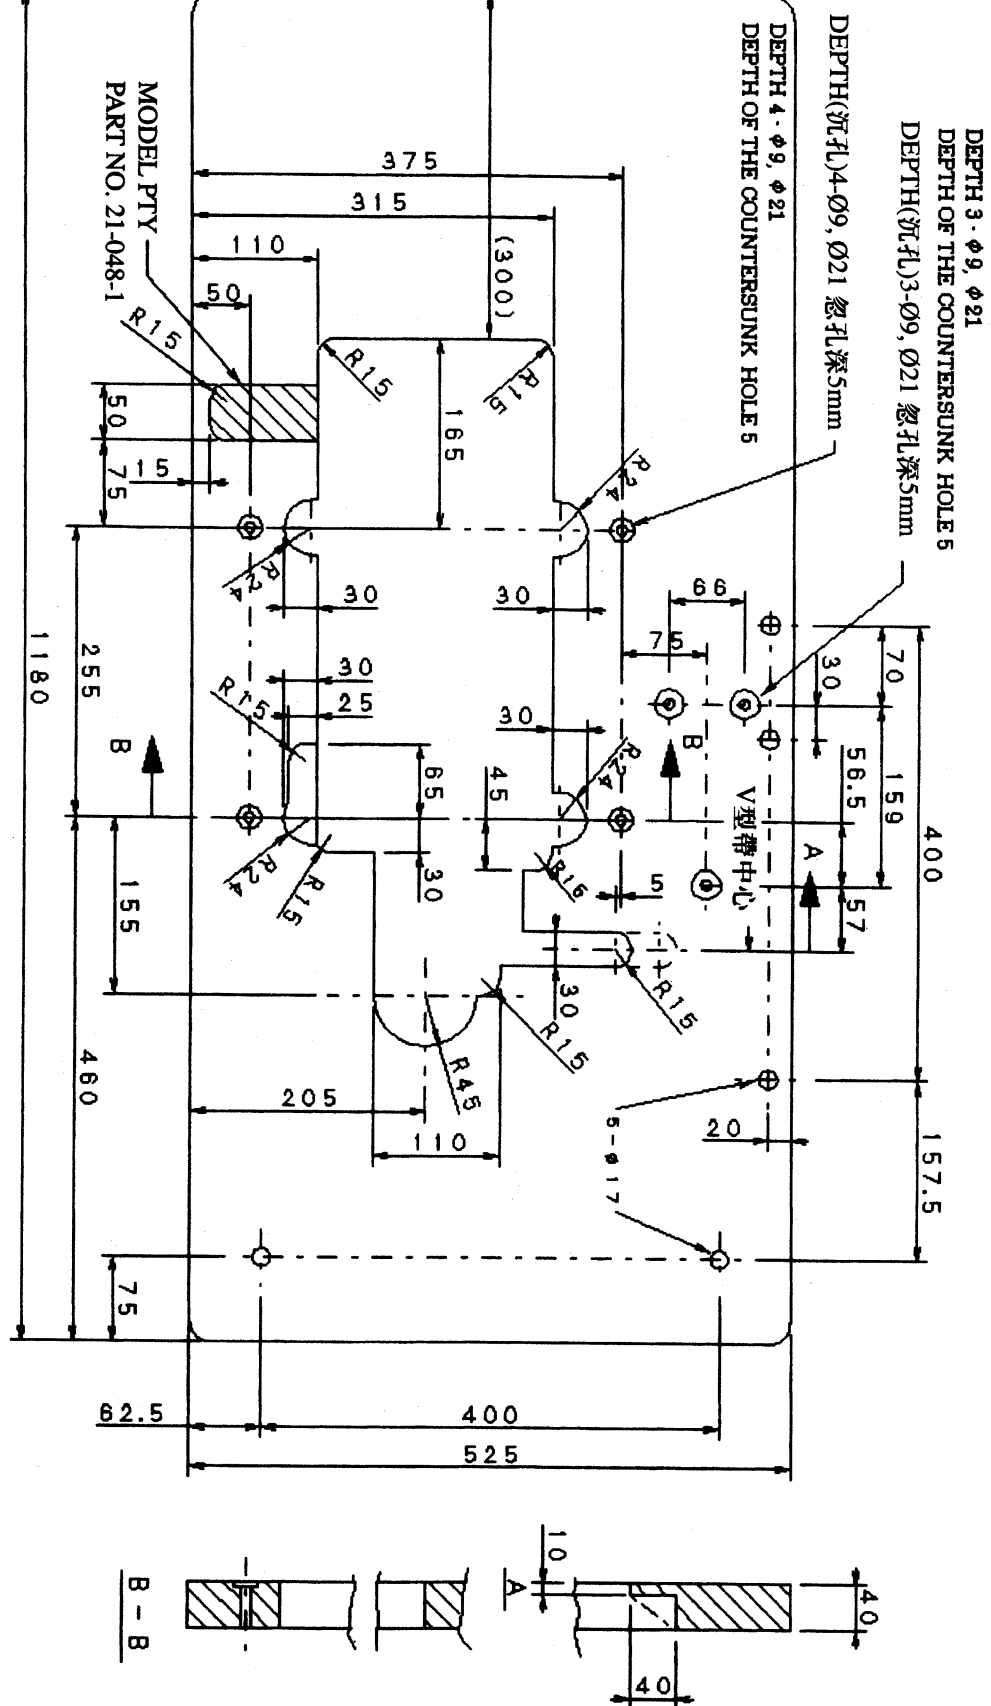 DEPTH 3 - φ9, φ21
DEPTH OF THE COUNTERSUNK HOLE 5
DEPTH(沉孔)3-Ø9, Ø21 忽孔深5mm
DEPTH(沉孔)4-Ø9, Ø21 忽孔深5mm
DEPTH 4 - φ9, φ21
DEPTH OF THE COUNTERSUNK HOLE 5
375
315
110
50
(300)
MODEL PTY
PART NO. 21-048-1
R15
R15
R15
165
50
75
15
R24
R24
30
30
66
75
70
30
400
159
56.5
57
A
B
V型帶中心
1180
255
B
30
25
R15
30
R24
65
45
30
R24
R15
R16
5
155
30
R15
R15
R45
460
205
110
20
5-φ17
157.5
75
62.5
400
525
B - B
10
A
40
40